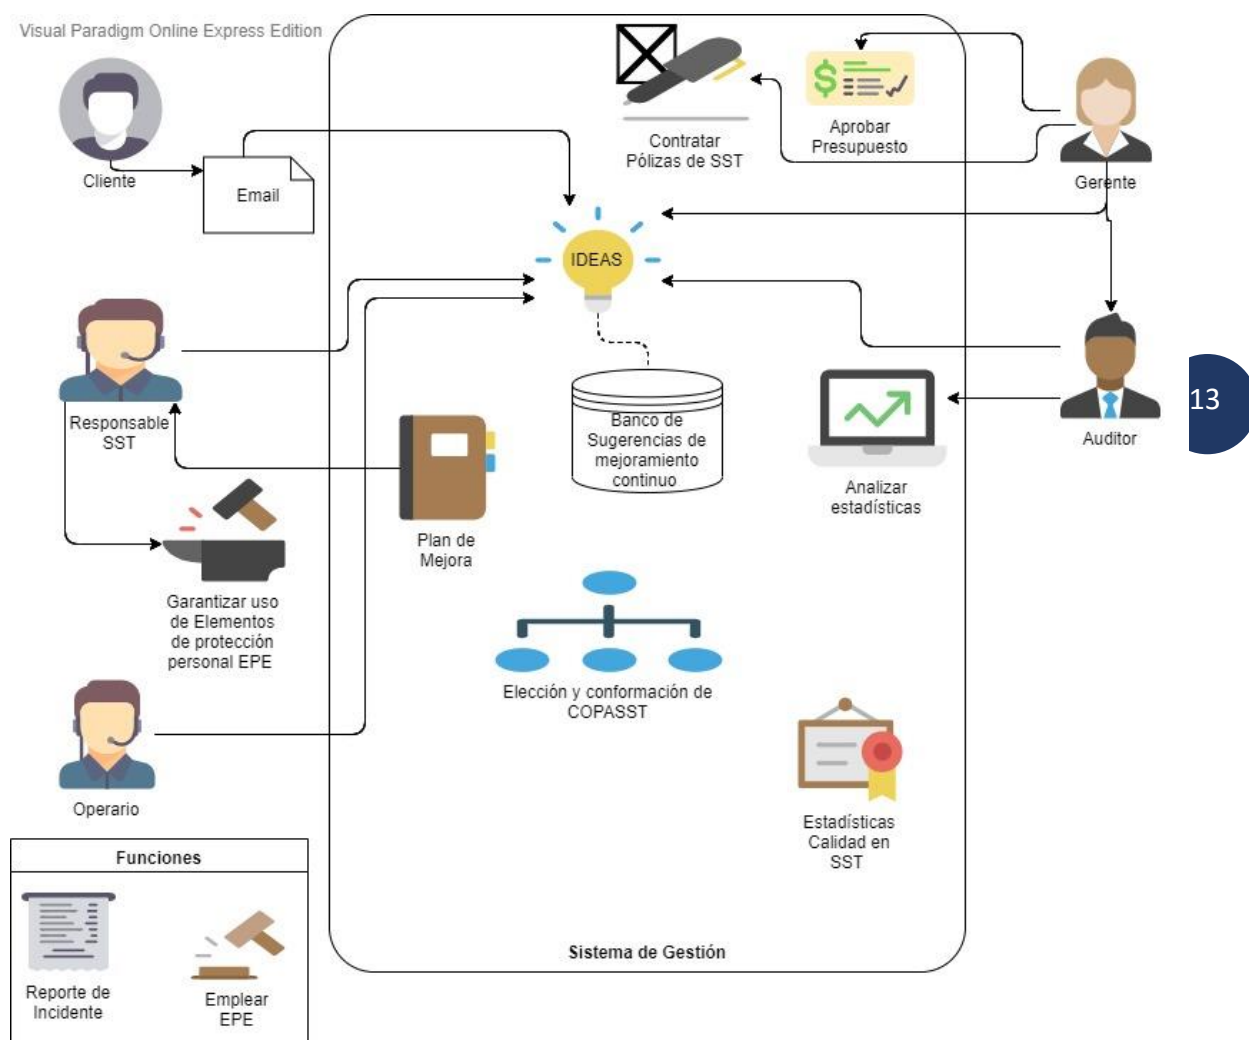 Visual Paradigm Online Express Edition
Cliente
Email
Contratar
Pólizas de SST
Aprobar
Presupuesto
Gerente
IDEAS
Responsable
SST
Banco de
Sugerencias de
mejoramiento
continuo
Analizar
estadísticas
Auditor
13
Plan de
Mejora
Garantizar uso
de Elementos
de protección
personal EPE
Elección y conformación de
COPASST
Operario
Estadísticas
Calidad en
SST
Funciones
Reporte de
Incidente
Emplear
EPE
Sistema de Gestión